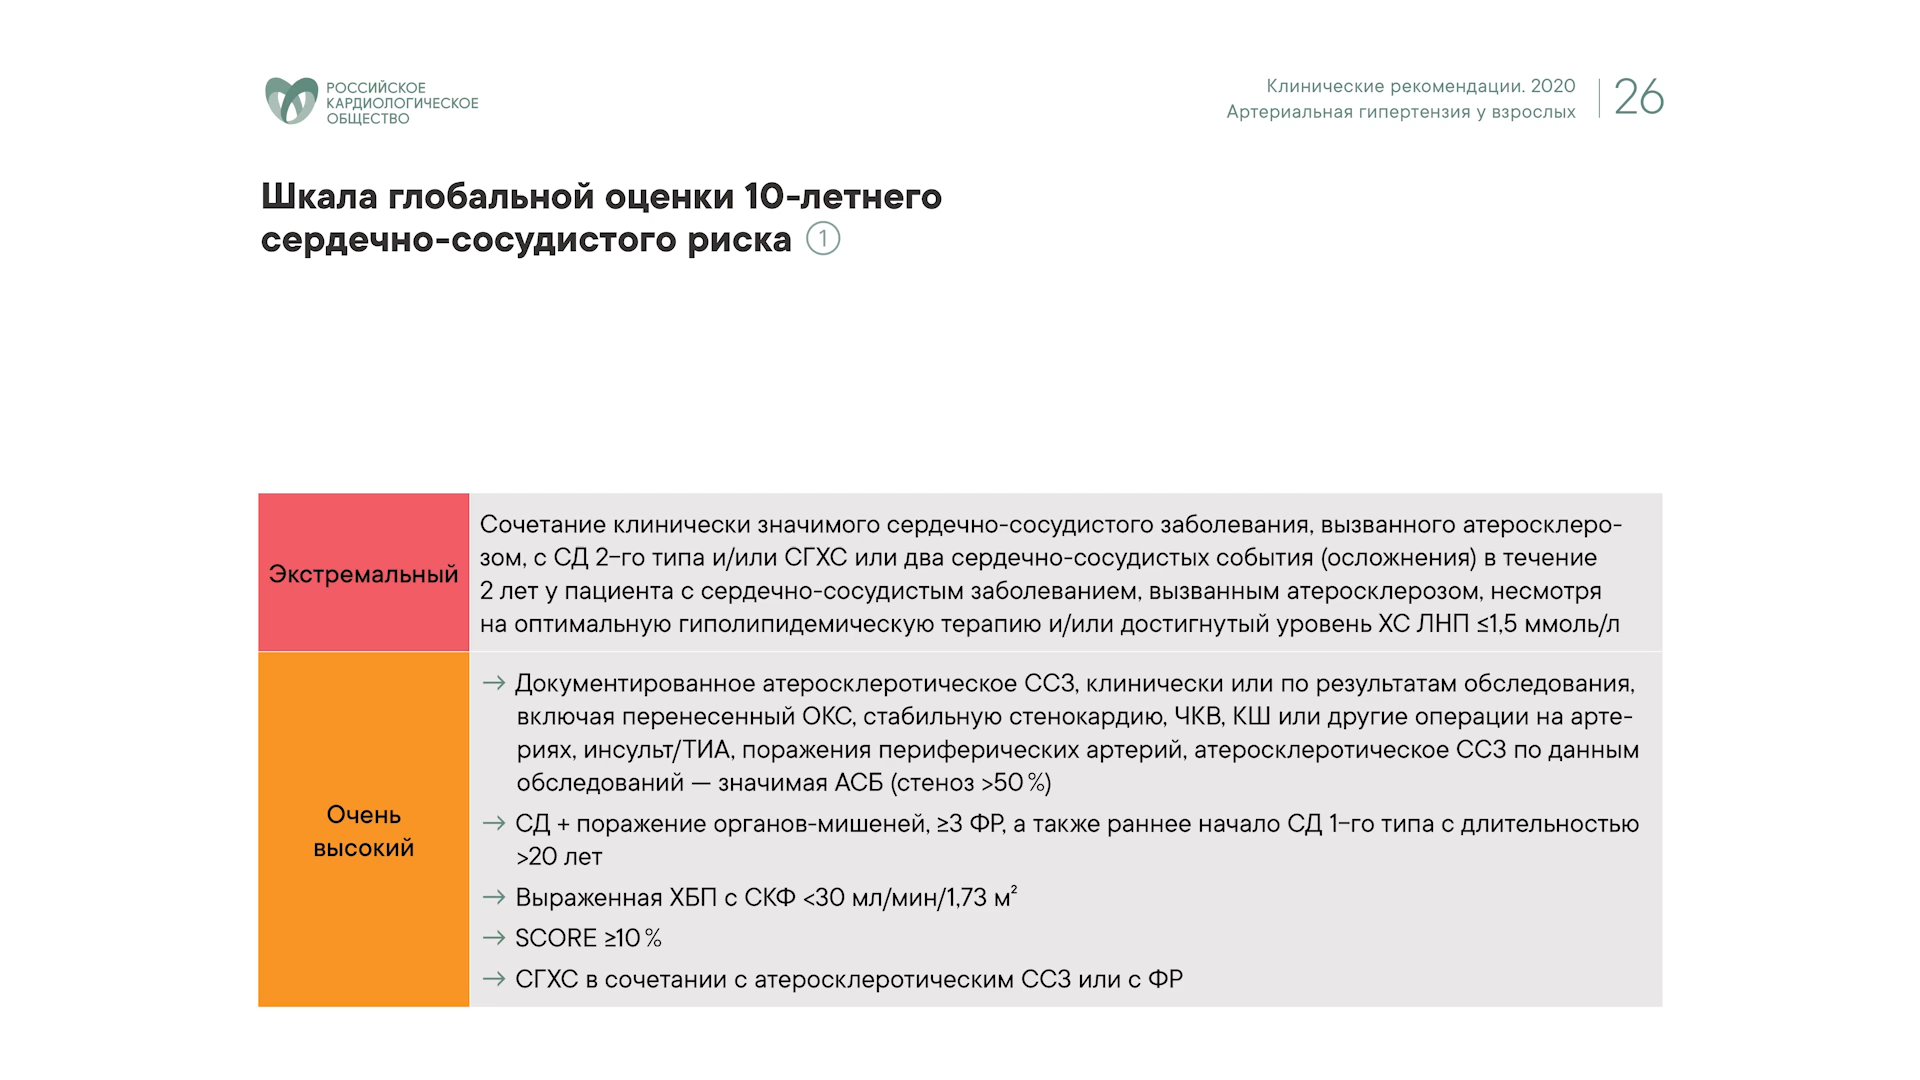 РОССИЙСКОЕ
КАРДИОЛОГИЧЕСКОЕ
ОБЩЕСТВО
Клинические рекомендации. 2020
Артериальная гипертензия у взрослых
26
Шкала глобальной оценки 10-летнего
сердечно-сосудистого риска 1
Экстремальный
Сочетание клинически значимого сердечно-сосудистого заболевания, вызванного атеросклеро-
зом, с СД 2-го типа и/или СГХС или два сердечно-сосудистых события (осложнения) в течение
2 лет у пациента с сердечно-сосудистым заболеванием, вызванным атеросклерозом, несмотря
на оптимальную гиполипидемическую терапию и/или достигнутый уровень ХС ЛНП ≤1,5 ммоль/л
Очень
высокий
→ Документированное атеросклеротическое ССЗ, клинически или по результатам обследования,
включая перенесенный ОКС, стабильную стенокардию, ЧКВ, КШ или другие операции на арте-
риях, инсульт/ТИА, поражения периферических артерий, атеросклеротическое ССЗ по данным
обследований — значимая АСБ (стеноз >50 %)
→ СД + поражение органов-мишеней, ≥3 ФР, а также раннее начало СД 1-го типа с длительностью
>20 лет
→ Выраженная ХБП с СКФ <30 мл/мин/1,73 м²
→ SCORE ≥10 %
→ СГХС в сочетании с атеросклеротическим ССЗ или с ФР